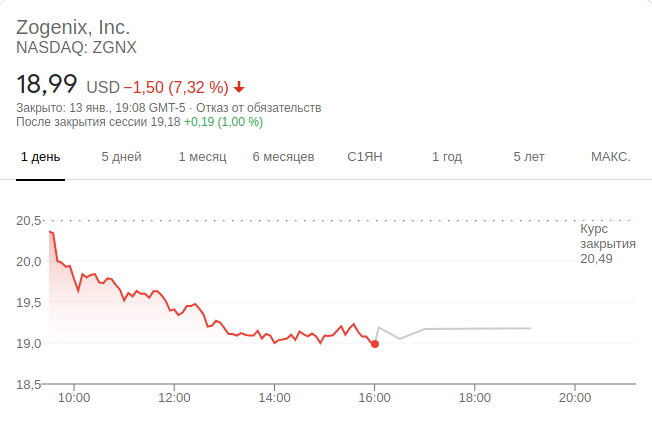 Zogenix, Inc.
NASDAQ: ZGNX
18,99 USD −1,50 (7,32 %)
Закрыто: 13 янв., 19:08 GMT-5 · Отказ от обязательств
После закрытия сессии 19,18 +0,19 (1,00 %)
1 день 5 дней 1 месяц 6 месяцев С1ЯН 1 год 5 лет МАКС.
20,5
Курс
закрытия
20,49
20,0
19,5
19,0
18,5
10:00 12:00 14:00 16:00 18:00 20:00